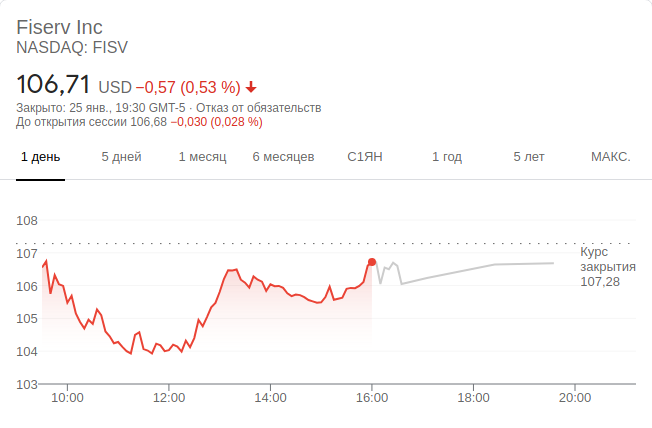 Fiserv Inc
NASDAQ: FISV
106,71 USD −0,57 (0,53 %)
Закрыто: 25 янв., 19:30 GMT-5 · Отказ от обязательств
До открытия сессии 106,68 −0,030 (0,028 %)
1 день 5 дней 1 месяц 6 месяцев С1ЯН 1 год 5 лет МАКС.
108
107
106
105
104
103
Курс
закрытия
107,28
10:00 12:00 14:00 16:00 18:00 20:00